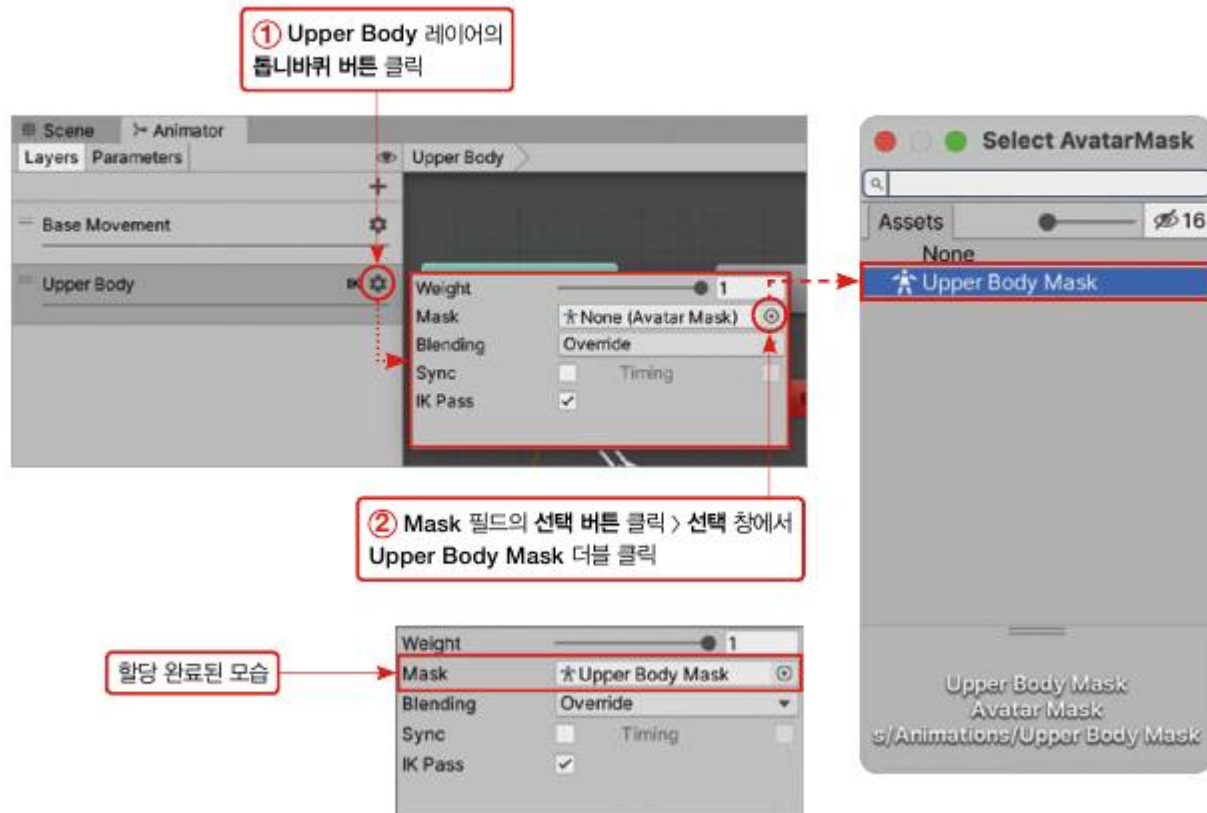 ① Upper Body 레이어의
톱니바퀴 버튼 클릭
Scene Animator
Layers Parameters Upper Body
Base Movement
Upper Body
Weight 1
Mask None (Avatar Mask)
Blending Override
Sync Timing
IK Pass
Select AvatarMask
Assets 16
None
Upper Body Mask
② Mask 필드의 선택 버튼 클릭 > 선택 창에서
Upper Body Mask 더블 클릭
할당 완료된 모습
Weight 1
Mask Upper Body Mask
Blending Override
Sync Timing
IK Pass
Upper Body Mask
Avatar Mask
s/Animations/Upper Body Mask